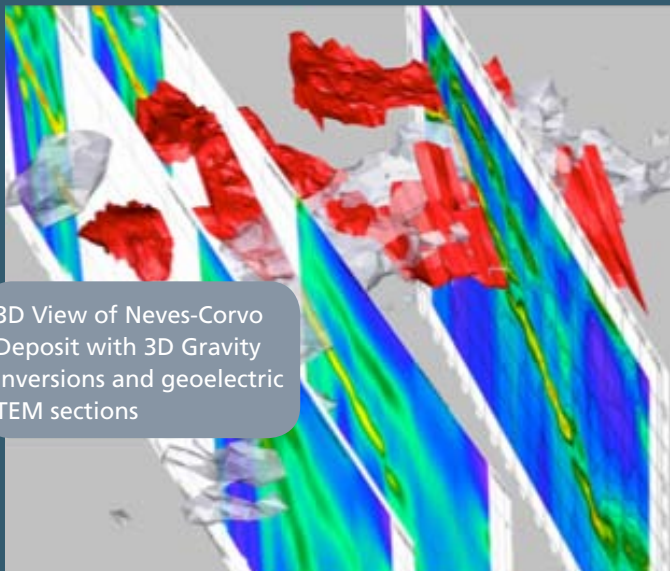 3D View of Neves-Corvo
Deposit with 3D Gravity
inversions and geoelectric
TEM sections